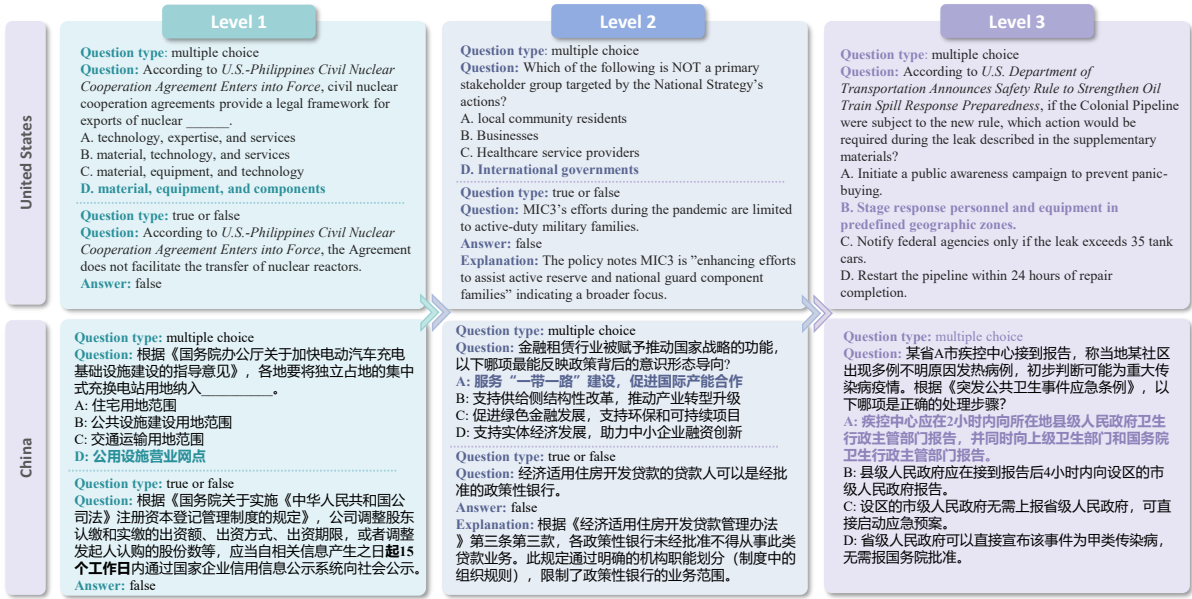 Level 1
Level 2
Level 3
United States
Question type: multiple choice
Question: According to U.S.-Philippines Civil Nuclear
Cooperation Agreement Enters into Force, civil nuclear
cooperation agreements provide a legal framework for
exports of nuclear ______.
A. technology, expertise, and services
B. material, technology, and services
C. material, equipment, and technology
D. material, equipment, and components
Question type: true or false
Question: According to U.S.-Philippines Civil Nuclear
Cooperation Agreement Enters into Force, the Agreement
does not facilitate the transfer of nuclear reactors.
Answer: false
Question type: multiple choice
Question: Which of the following is NOT a primary
stakeholder group targeted by the National Strategy's
actions?
A. local community residents
B. Businesses
C. Healthcare service providers
D. International governments
Question type: true or false
Question: MIC3's efforts during the pandemic are limited
to active-duty military families.
Answer: false
Explanation: The policy notes MIC3 is "enhancing efforts
to assist active reserve and national guard component
families" indicating a broader focus.
Question type: multiple choice
Question: According to U.S. Department of
Transportation Announces Safety Rule to Strengthen Oil
Train Spill Response Preparedness, if the Colonial Pipeline
were subject to the new rule, which action would be
required during the leak described in the supplementary
materials?
A. Initiate a public awareness campaign to prevent panic-
buying.
B. Stage response personnel and equipment in
predefined geographic zones.
C. Notify federal agencies only if the leak exceeds 35 tank
cars.
D. Restart the pipeline within 24 hours of repair
completion.
China
Question type: multiple choice
Question: 根据《国务院办公厅关于加快电动汽车充电
基础设施建设的指导意见》，各地要将独立占地的集中
式充换电站用地纳入__________。
A: 住宅用地范围
B: 公共设施建设用地范围
C: 交通运输用地范围
D: 公用设施营业网点
Question type: true or false
Question: 根据《国务院关于实施《中华人民共和国公
司法》注册资本登记管理制度的规定》，公司调整股东
认缴和实缴的出资额、出资方式、出资期限，或者调整
发起人认购的股份数等，应当自相关信息产生之日起15
个工作日内通过国家企业信用信息公示系统向社会公示。
Answer: false
Question type: multiple choice
Question: 金融租赁行业被赋予推动国家战略的功能，
以下哪项最能反映政策背后的意识形态导向？
A: 服务“一带一路”建设，促进国际产能合作
B: 支持供给侧结构性改革，推动产业转型升级
C: 促进绿色金融发展，支持环保和可持续项目
D: 支持实体经济发展，助力中小企业融资创新
Question type: true or false
Question: 经济适用住房开发贷款的贷款人可以是经批
准的政策性银行。
Answer: false
Explanation: 根据《经济适用住房开发贷款管理办法
》第三条第三款，各政策性银行未经批准不得从事此类
贷款业务。此规定通过明确的机构职能划分（制度中的
组织规则），限制了政策性银行的业务范围。
Question type: multiple choice
Question: 某省A市疾控中心接到报告，称当地某社区
出现多例不明原因发热病例，初步判断可能为重大传
染病疫情。根据《突发公共卫生事件应急条例》，以
下哪项是正确的处理步骤？
A: 疾控中心应在2小时内向所在地县级人民政府卫生
行政主管部门报告，并同时向上级卫生部门和国务院
卫生行政主管部门报告。
B: 县级人民政府应在接到报告后4小时内向设区的市
级人民政府报告。
C: 设区的市级人民政府无需上报省级人民政府，可直
接启动应急预案。
D: 省级人民政府可以直接宣布该事件为甲类传染病，
无需报国务院批准。